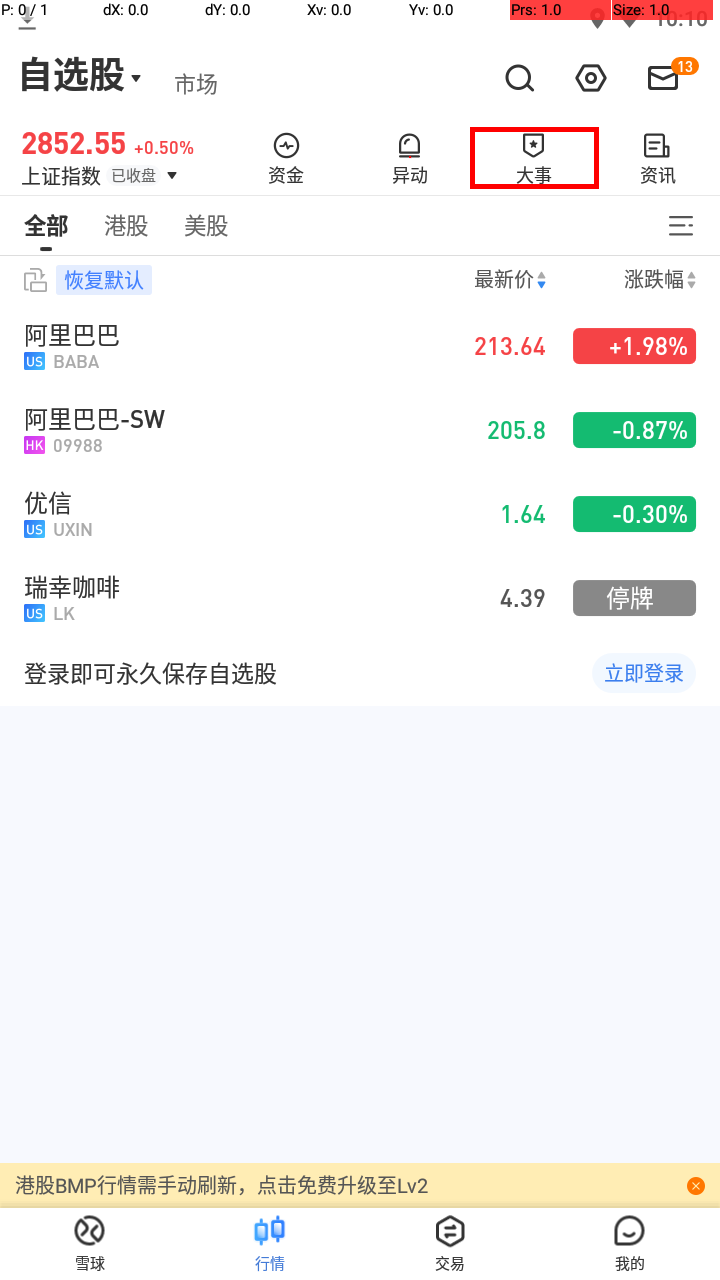 P: 0 / 1 dX: 0.0 dY: 0.0 Xv: 0.0 Yv: 0.0 Prs: 1.0 Size: 1.0
10:10
自选股 市场 13
2852.55 +0.50%
上证指数 已收盘
资金 异动 大事 资讯
全部 港股 美股
恢复默认 最新价 涨跌幅
阿里巴巴
US BABA
213.64 +1.98%
阿里巴巴-SW
HK 09988
205.8 -0.87%
优信
US UXIN
1.64 -0.30%
瑞幸咖啡
US LK
4.39 停牌
登录即可永久保存自选股 立即登录
港股BMP行情需手动刷新，点击免费升级至Lv2
雪球 行情 交易 我的